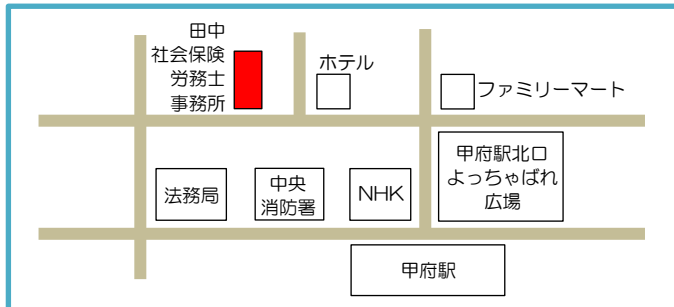 田中
社会保険
労務士
事務所
ホテル
ファミリーマート
法務局
中央
消防署
NHK
甲府駅北口
よっちゃばれ
広場
甲府駅